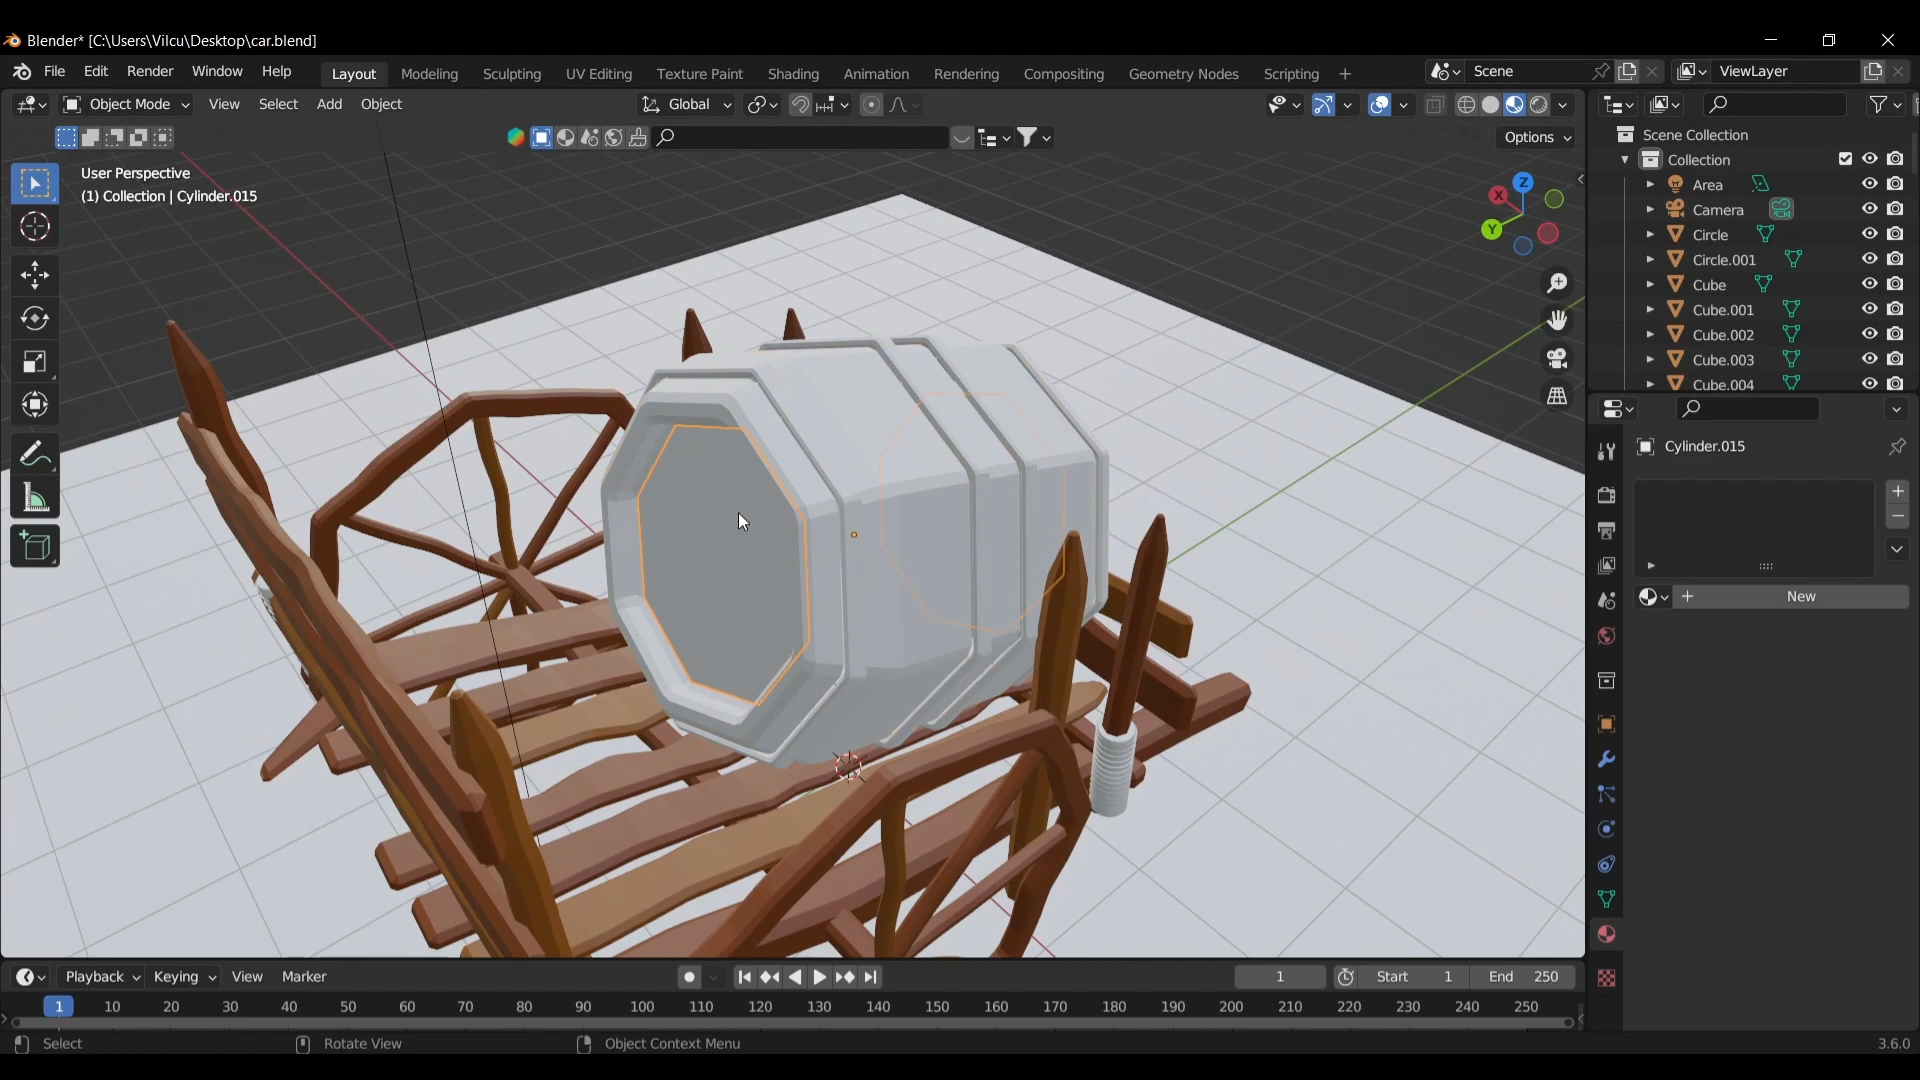 Blender* [C:\Users\Vilcu\Desktop\car.blend]
File Edit Render Window Help
Layout Modeling Sculpting UV Editing Texture Paint Shading Animation Rendering Compositing Geometry Nodes Scripting +
Scene
ViewLayer
Object Mode View Select Add Object
Global
Options
User Perspective
(1) Collection | Cylinder.015
Z
X
Y
Scene Collection
Collection
Area
Camera
Circle
Circle.001
Cube
Cube.001
Cube.002
Cube.003
Cube.004
Cylinder.015
New
Playback Keying View Marker
1
Start 1
End 250
1 10 20 30 40 50 60 70 80 90 100 110 120 130 140 150 160 170 180 190 200 210 220 230 240 250
Select
Rotate View
Object Context Menu
3.6.0